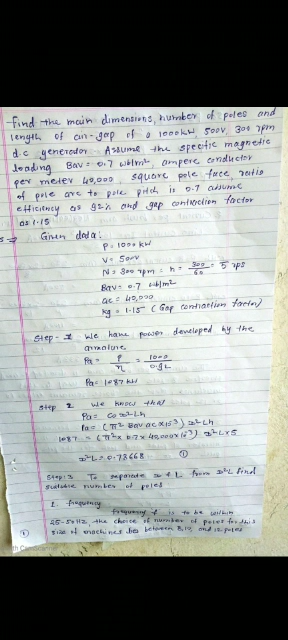 find the main dimensions, number of poles and
length of air-gap of a 1000kW 500V, 300 rpm
d.c generator. Assume the specific magnetic
loading Bav = 0.7 wb/m² ampere conductor
per meter 40,000, square pole face ratio
of pole arc to pole pitch is 0.7 assume
efficiency as 92% and gap contraction factor
as 1.15
S ⇒ Given data:
P = 1000 kW
V = 500V
N = 300 rpm = n = 300/60 = 5 rps
Bav = 0.7 wb/m²
ac = 40,000
kg = 1.15 (Gap contraction factor)
Step - 1 We have power developed by the
armature
Pa = P/η = 1000/0.92
Pa = 1087 kW
Step 2 We know that
Pa = Co D²Ln
Pa = (π² Bav ac x10⁻³) D²Ln
1087 = (π² x 0.7 x 40,000 x 10⁻³) D²L x 5
D²L = 0.78668 ①
Step: 3 To separate D & L from D²L find
suitable number of poles
1. frequency
frequency f is to be within
25-50 Hz, the choice of number of poles for this
size of machines lies between 8, 10, and 12 poles
①